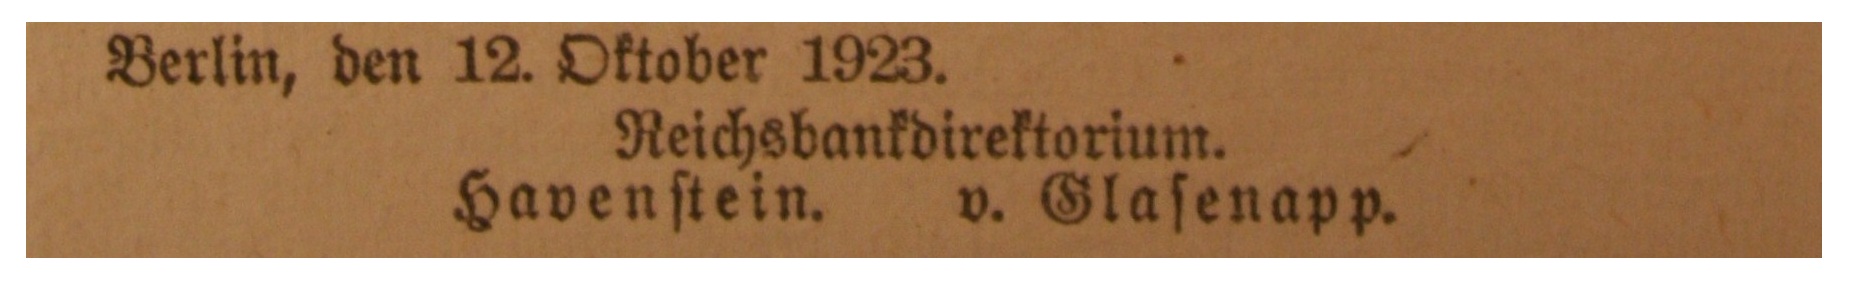 Berlin, den 12. Oktober 1923.
Reichsbankdirektorium.
Havenſtein. v. Glaſenapp.